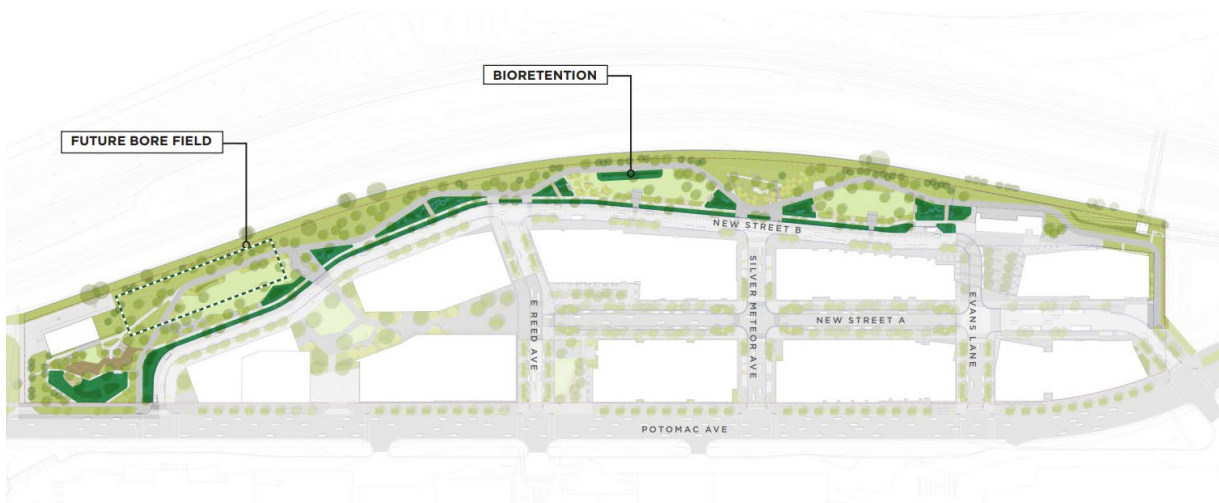 BIORETENTION
FUTURE BORE FIELD
NEW STREET B
E REED AVE
SILVER METEOR AVE
EVANS LANE
NEW STREET A
POTOMAC AVE